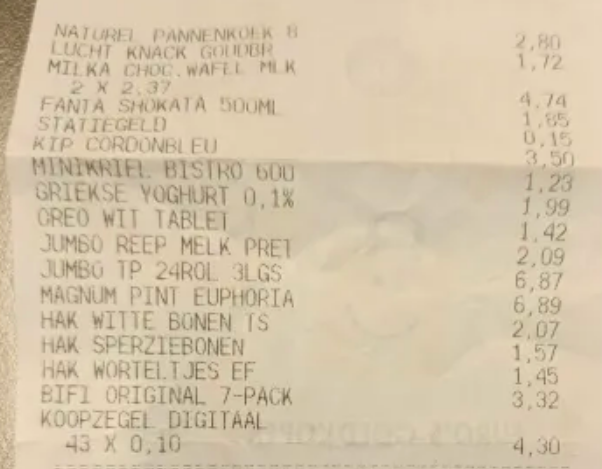 NATUREL PANNENKOEK 8 2,80
LUCHT KNACK GOUDBR 1,72
MILKA CHOC.WAFEL MLK
2 X 2,37 4,74
FANTA SHOKATA 500ML 1,85
STATIEGELD 0,15
KIP CORDONBLEU 3,50
MINIKRIEL BISTRO 600 1,23
GRIEKSE YOGHURT 0,1% 1,99
OREO WIT TABLET 1,42
JUMBO REEP MELK PRET 2,09
JUMBO TP 24ROL 3LGS 6,87
MAGNUM PINT EUPHORIA 6,89
HAK WITTE BONEN TS 2,07
HAK SPERZIEBONEN 1,57
HAK WORTELTJES EF 1,45
BIFI ORIGINAL 7-PACK 3,32
KOOPZEGEL DIGITAAL
43 X 0,10 4,30